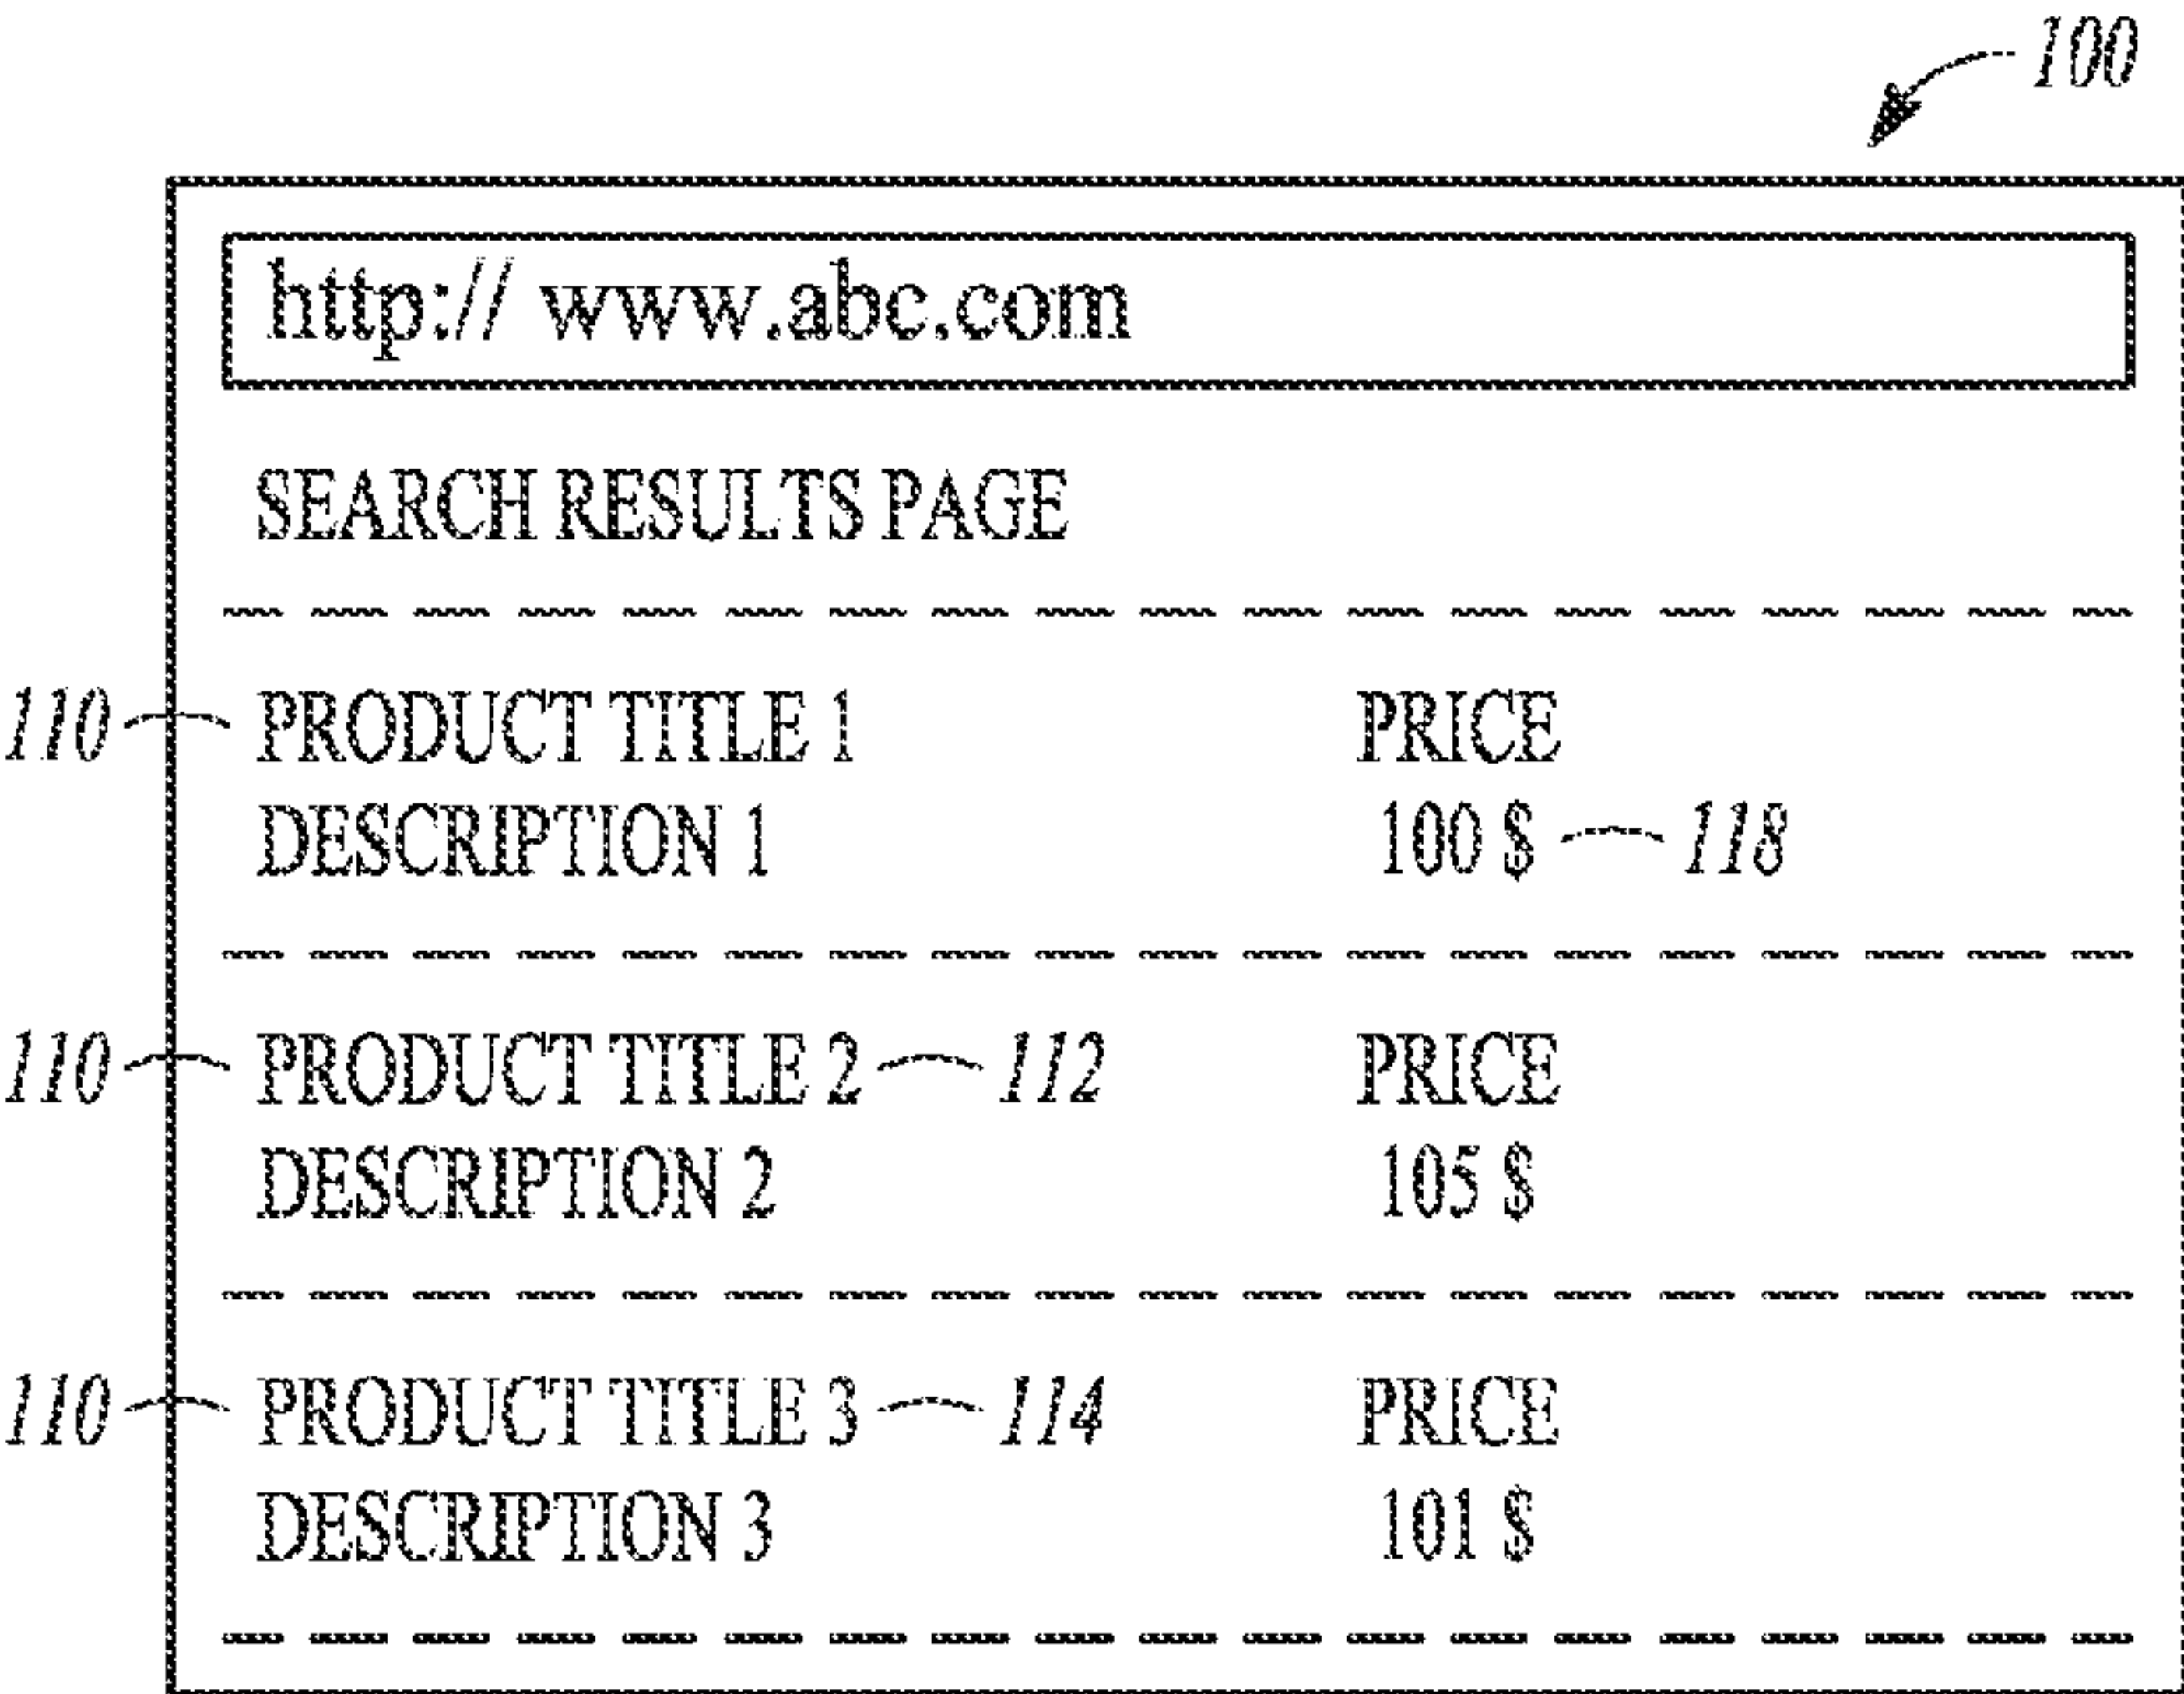 100
http:// www.abc.com
SEARCH RESULTS PAGE
110 PRODUCT TITLE 1 PRICE
DESCRIPTION 1 100 $ 118
110 PRODUCT TITLE 2 112 PRICE
DESCRIPTION 2 105 $
110 PRODUCT TITLE 3 114 PRICE
DESCRIPTION 3 101 $